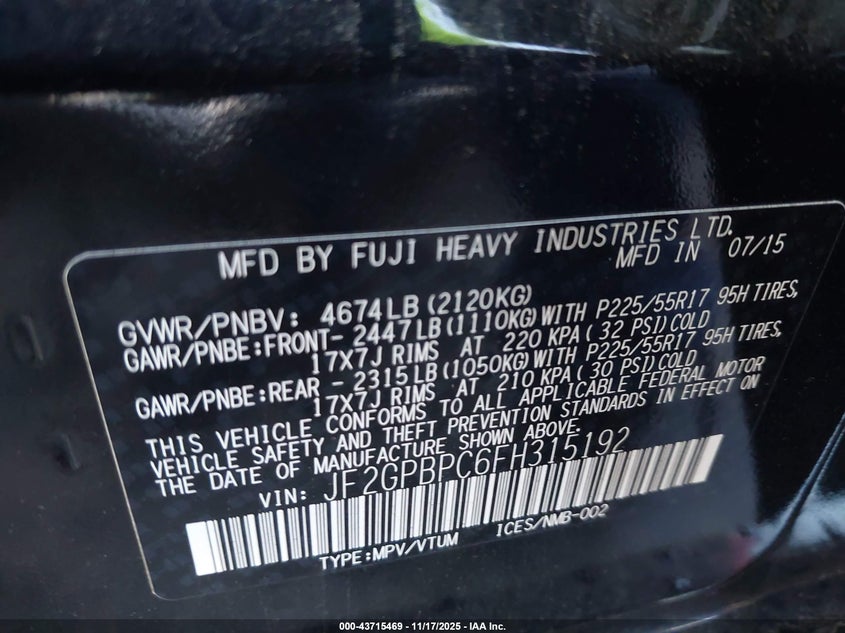 MFD BY FUJI HEAVY INDUSTRIES LTD.
MFD IN 07/15
GVWR/PNBV: 4674LB(2120KG)
GAWR/PNBE:FRONT-2447LB(1110KG)WITH P225/55R17 95H TIRES,
17X7J RIMS AT 220 KPA(32 PSI)COLD
GAWR/PNBE:REAR -2315LB(1050KG)WITH P225/55R17 95H TIRES,
17X7J RIMS AT 210 KPA(30 PSI)COLD
THIS VEHICLE CONFORMS TO ALL APPLICABLE FEDERAL MOTOR
VEHICLE SAFETY AND THEFT PREVENTION STANDARDS IN EFFECT ON
THE DATE OF MANUFACTURE SHOWN ABOVE.
VIN: JF2GPBPC6FH315192
TYPE:MPV/VTUM ICES/NMB-002
000-43715469 - 11/17/2025 - IAA Inc.